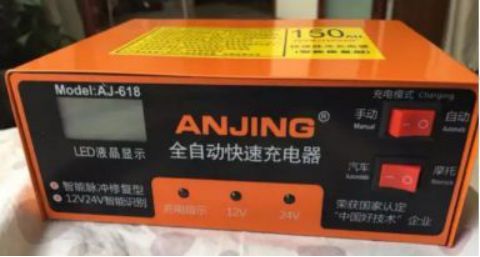 150AH
Model:AJ-618
LED液晶显示
ANJING®
全自动快速充电器
充电模式 Charging
手动
Manual
自动
Automatic
汽车
Automobile
摩托
智能脉冲修复型
12V24V智能识别
充电指示
12V
24V
荣获国家认定
“中国好技术”企业